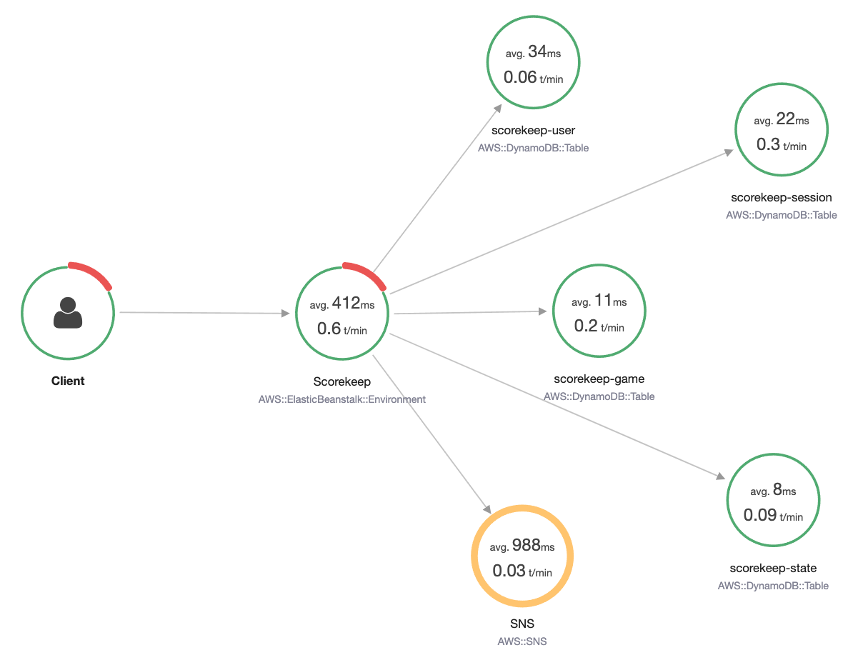 avg. 34ms
0.06 t/min
scorekeep-user
AWS::DynamoDB::Table
avg. 22ms
0.3 t/min
scorekeep-session
AWS::DynamoDB::Table
Client
avg. 412ms
0.6 t/min
Scorekeep
AWS::ElasticBeanstalk::Environment
avg. 11ms
0.2 t/min
scorekeep-game
AWS::DynamoDB::Table
avg. 8ms
0.09 t/min
scorekeep-state
AWS::DynamoDB::Table
avg. 988ms
0.03 t/min
SNS
AWS::SNS